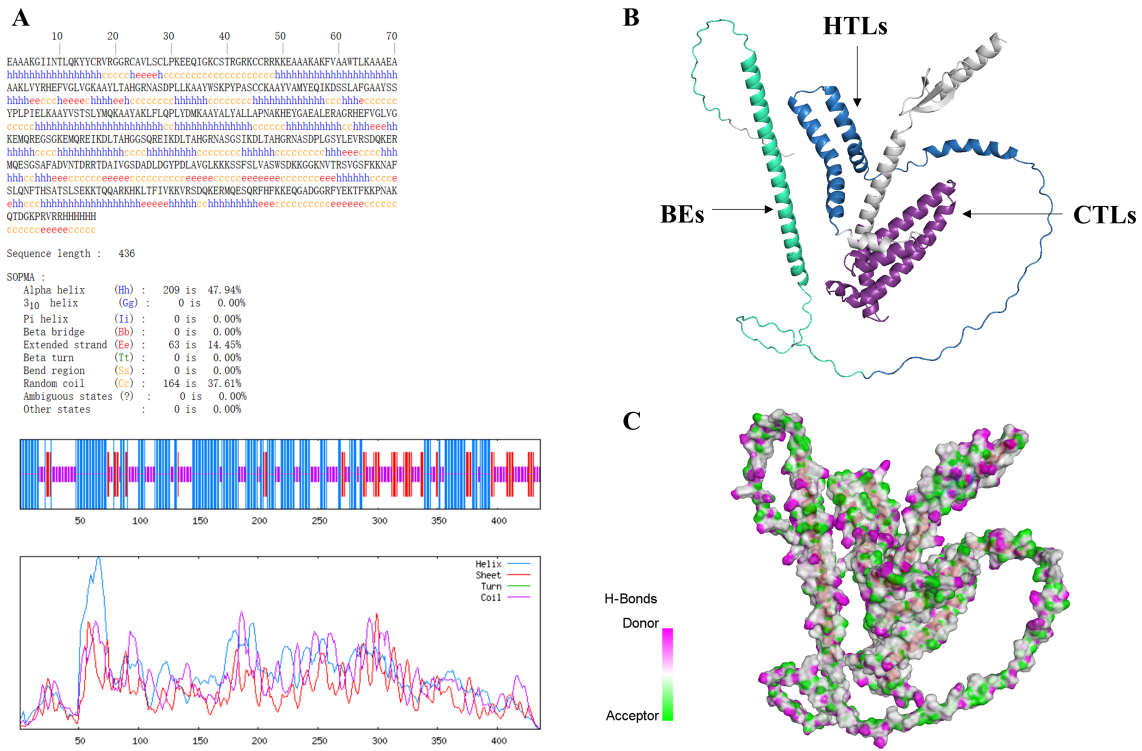 A
10 20 30 40 50 60 70
EAAAKGIINTLQKYYCRVRGGRCAVLSCLPKEEQIGKCSTRGRKCCRRKKEAAAKAKFVAAWTLKAAAEA
AAKLVYRHEFVGLVGKAAYLTAHGRNASDPLLKAAYWSKPYPASCCKAAYVAMYEQIKDSSLAFGAAYSS
YPLPIELKAAYVSTSLYMQKAAYAKLFLQPLYDMKAAYALYALLAPNAKHEYGAEALERAGRHEFVGLVG
KEMQREGSGKEMQREIKDLTAHGGSQREIKDLTAHGRNASGSIKDLTAHGRNASDPLGSYLEVRSDQKER
MQESGSAFADVNTDRRTDAIVGSDADLDGYPDLAVGLKKKSSFSLVASWSDKKGGKNVTRSVGSFKKNAF
SLQNFTHSATSLSEKKTQQARKHKLTFIVKKVRSDQKERMQESQRFHFKKEQGADGGRFYEKTFKKPNAK
QTDGKPRVRRHHHHHH
Sequence length : 436
SOPMA :
Alpha helix (Hh) : 209 is 47.94%
3₁₀ helix (Gg) : 0 is 0.00%
Pi helix (Ii) : 0 is 0.00%
Beta bridge (Bb) : 0 is 0.00%
Extended strand (Ee) : 63 is 14.45%
Beta turn (Tt) : 0 is 0.00%
Bend region (Ss) : 0 is 0.00%
Random coil (Cc) : 164 is 37.61%
Ambiguous states (?) : 0 is 0.00%
Other states : 0 is 0.00%
50 100 150 200 250 300 350 400
Helix
Sheet
Turn
Coil
50 100 150 200 250 300 350 400
B
HTLs
BEs
CTLs
C
H-Bonds
Donor
Acceptor